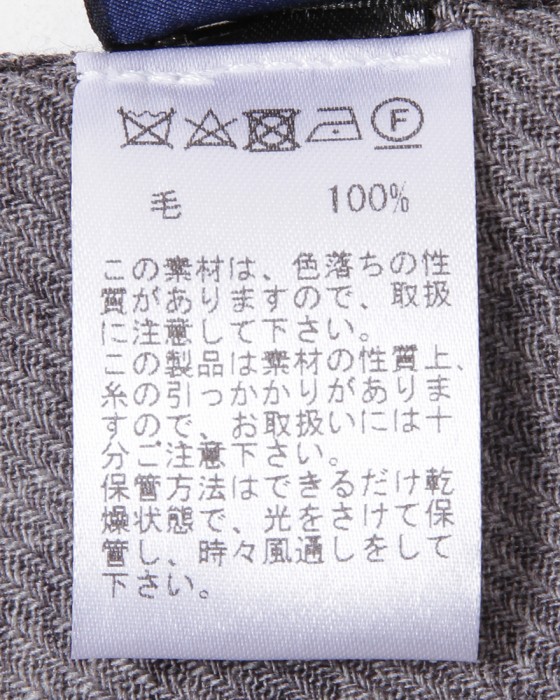 F
毛 100%
この素材は、色落ちの性
質がありますので、取扱
に注意して下さい。
この製品は素材の性質上、
糸の引っかかりがありま
すので、お取扱いには十
分ご注意下さい。
保管方法はできるだけ乾
燥状態で、光をさけて保
管し、時々風通しをして
下さい。